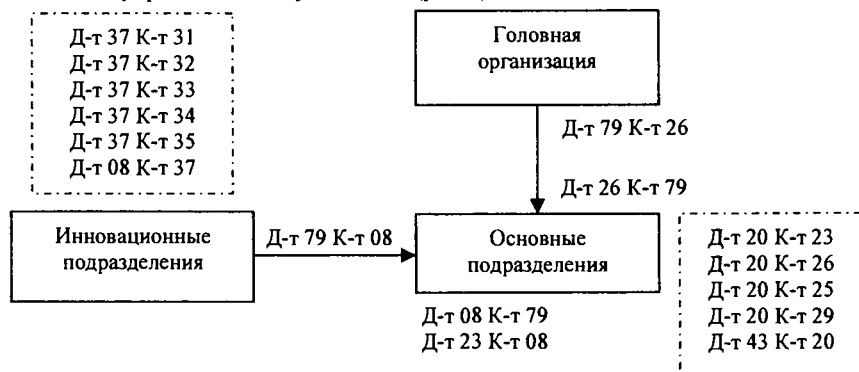 Д-т 37 К-т 31
Д-т 37 К-т 32
Д-т 37 К-т 33
Д-т 37 К-т 34
Д-т 37 К-т 35
Д-т 08 К-т 37
Головная
организация
Д-т 79 К-т 26
Д-т 26 К-т 79
Инновационные
подразделения
Д-т 79 К-т 08
Основные
подразделения
Д-т 08 К-т 79
Д-т 23 К-т 08
Д-т 20 К-т 23
Д-т 20 К-т 26
Д-т 20 К-т 25
Д-т 20 К-т 29
Д-т 43 К-т 20